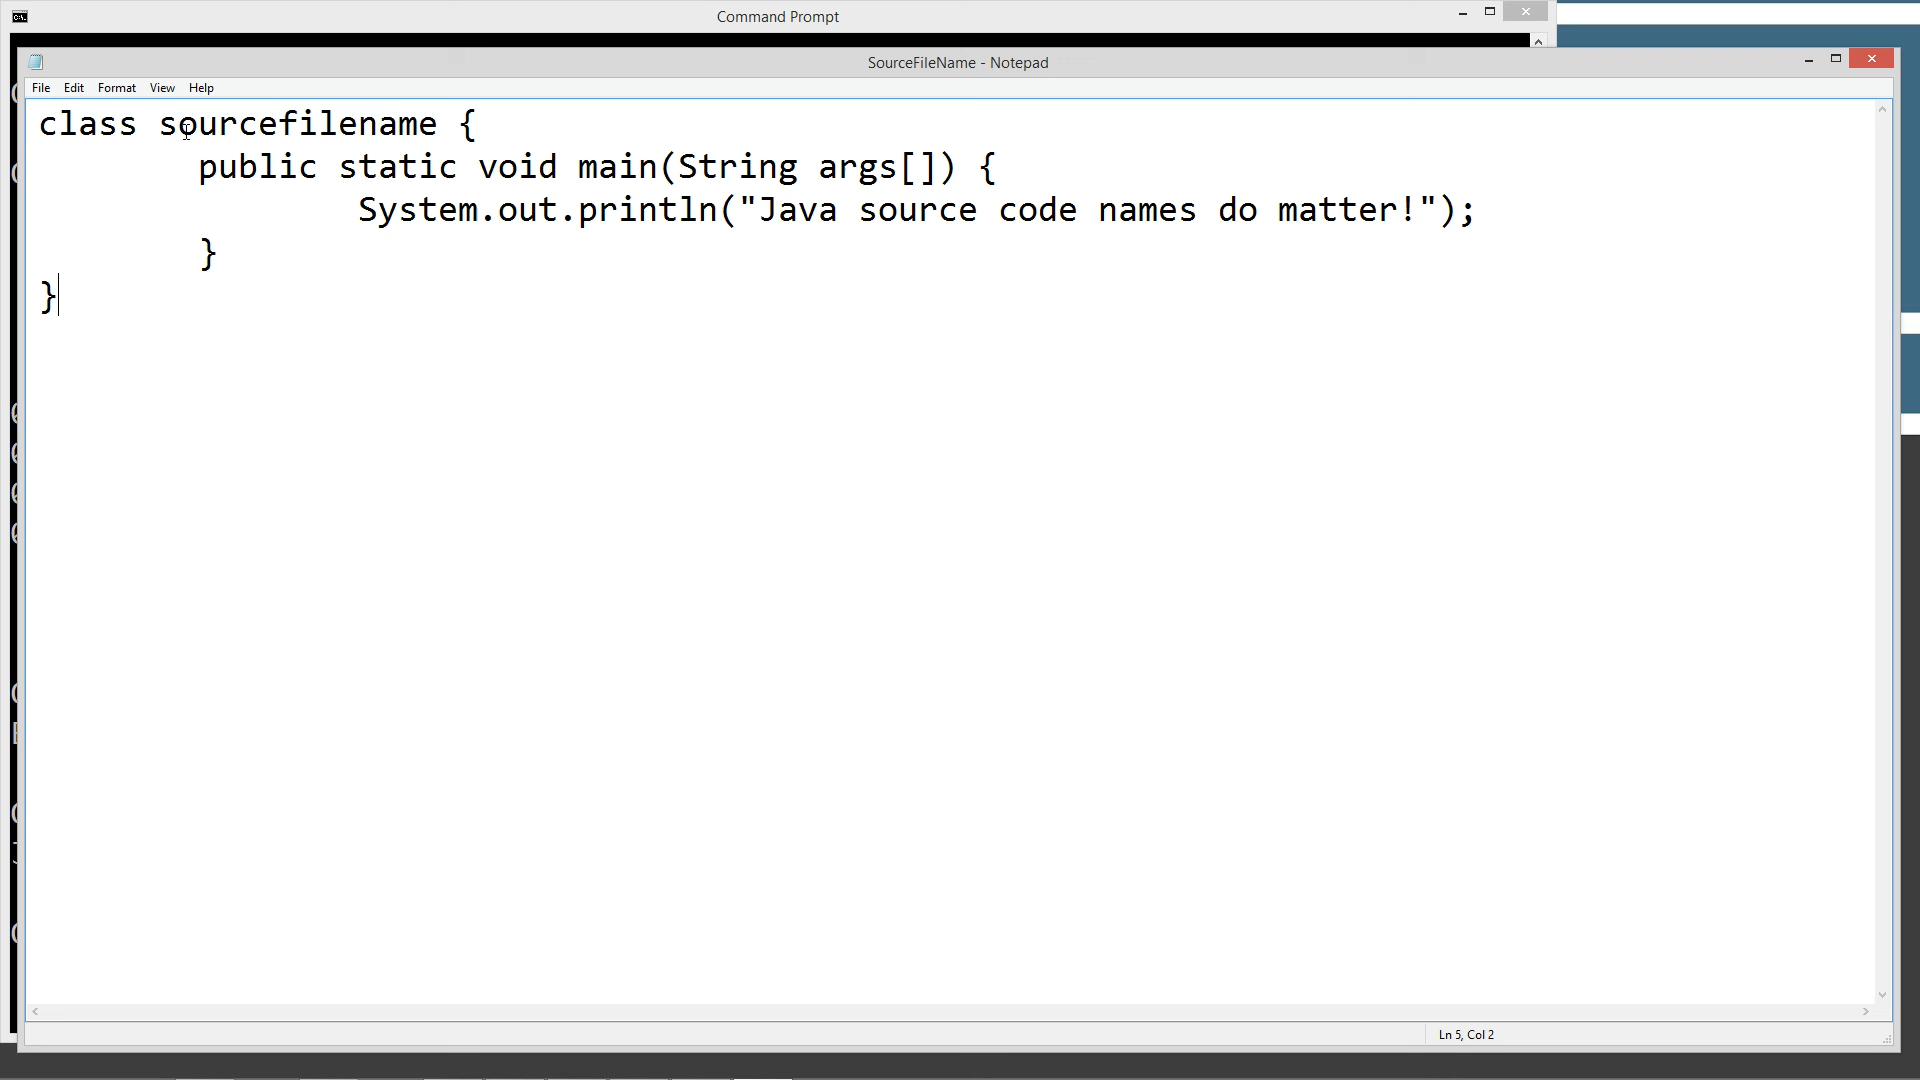 Command Prompt
SourceFileName - Notepad
File Edit Format View Help
class sourcefilename {
public static void main(String args[]) {
System.out.println("Java source code names do matter!");
}
}
Ln 5, Col 2